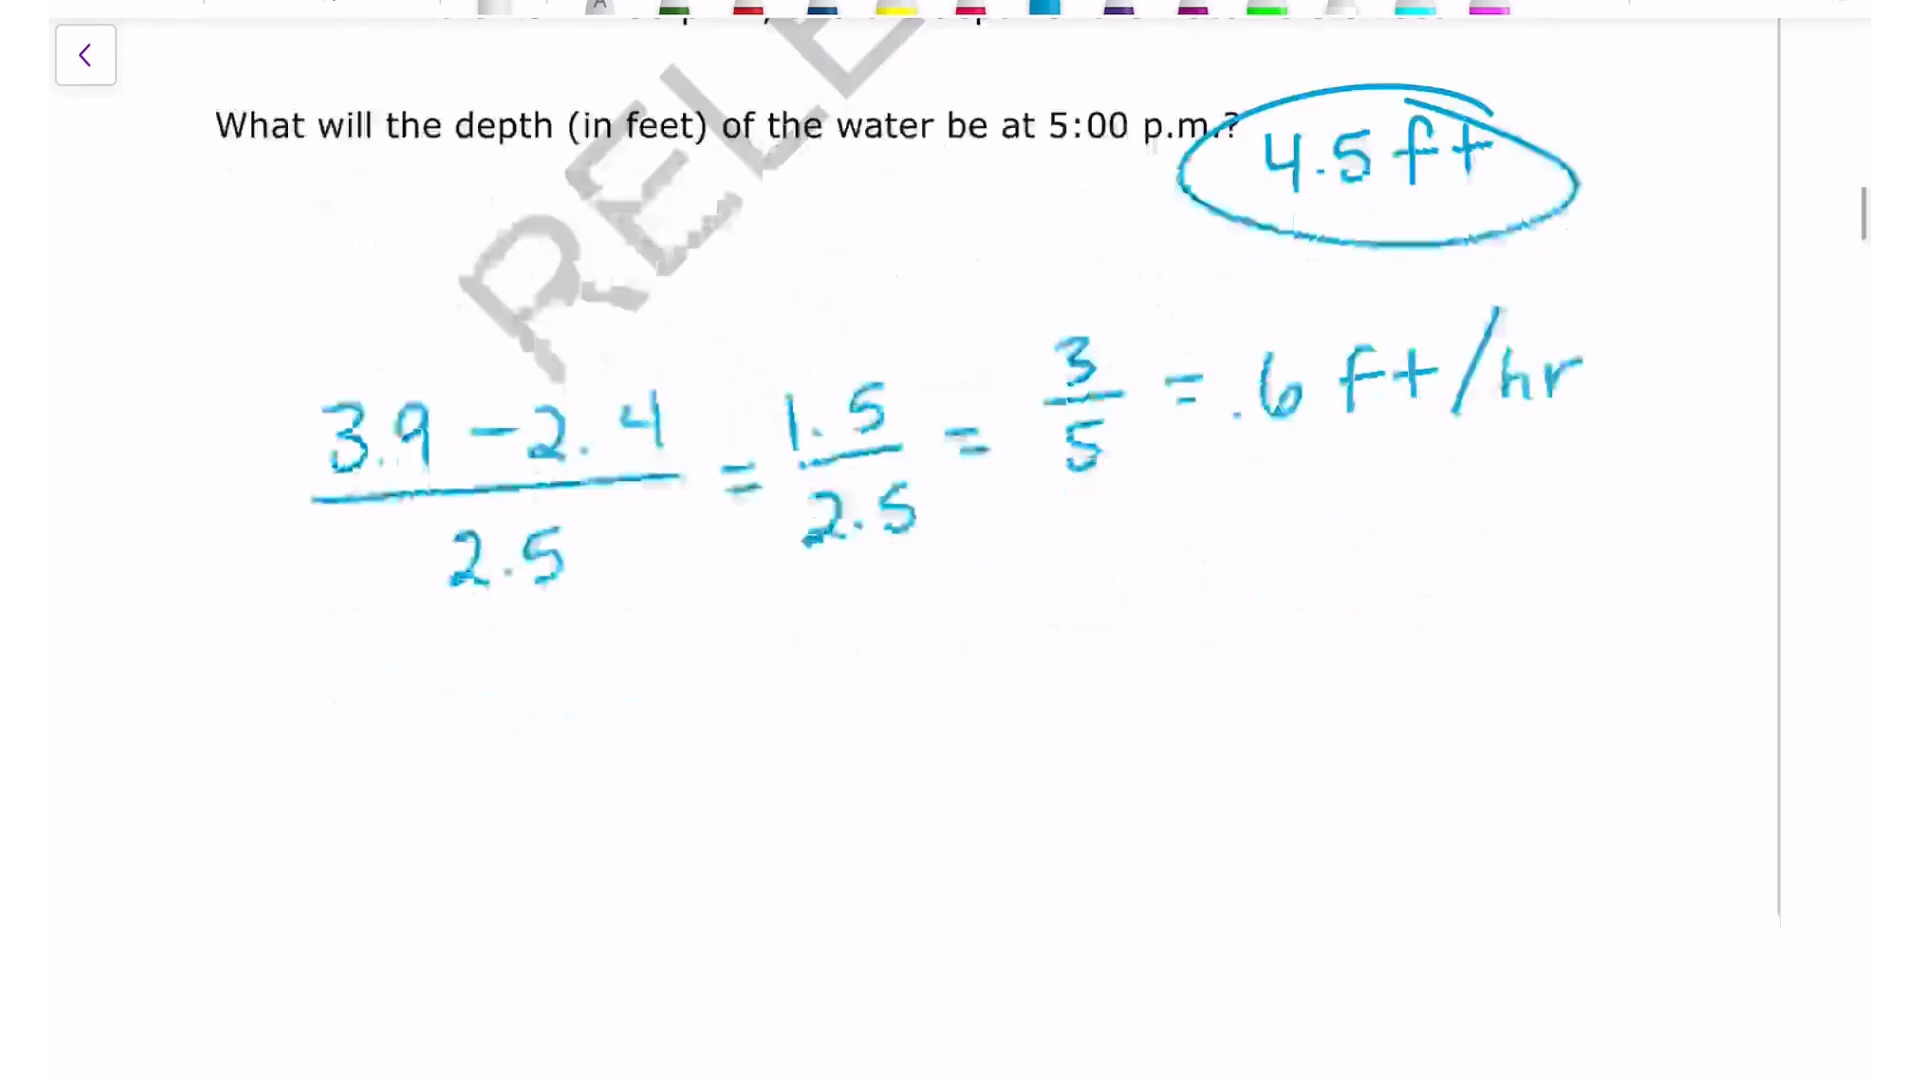 What will the depth (in feet) of the water be at 5:00 p.m.?
4.5 ft
RELE
3.9 - 2.4 / 2.5 = 1.5 / 2.5 = 3 / 5 = .6 ft/hr